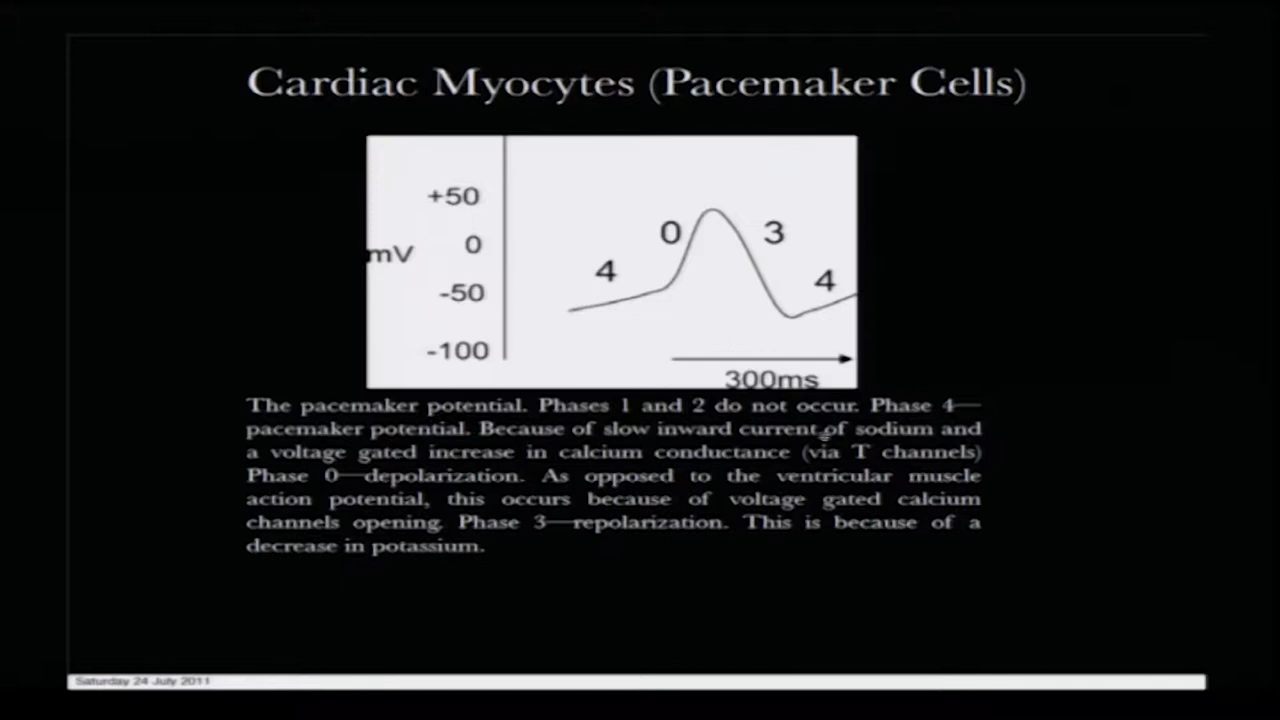 Cardiac Myocytes (Pacemaker Cells)
+50
0
3
mV
0
4
4
-50
-100
300ms
The pacemaker potential. Phases 1 and 2 do not occur. Phase 4—
pacemaker potential. Because of slow inward current of sodium and
a voltage gated increase in calcium conductance (via T channels)
Phase 0—depolarization. As opposed to the ventricular muscle
action potential, this occurs because of voltage gated calcium
channels opening. Phase 3—repolarization. This is because of a
decrease in potassium.
Saturday 24 July 2011